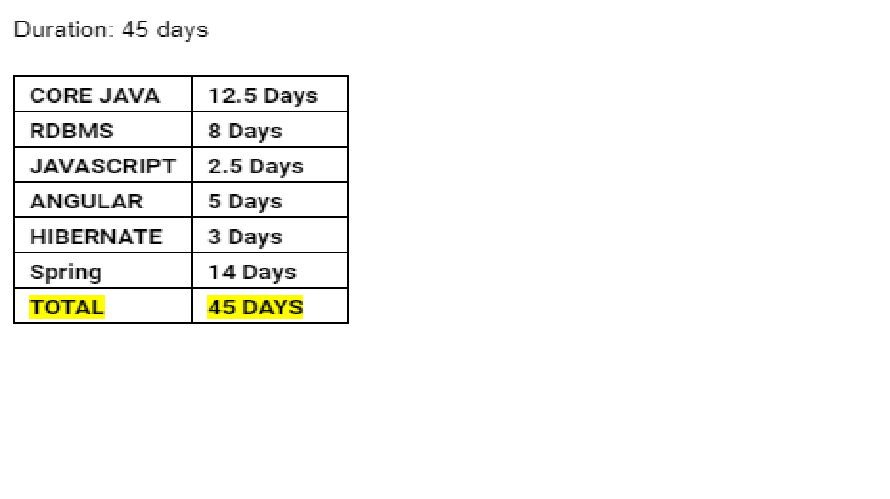 Duration: 45 days
CORE JAVA 12.5 Days
RDBMS 8 Days
JAVASCRIPT 2.5 Days
ANGULAR 5 Days
HIBERNATE 3 Days
Spring 14 Days
TOTAL 45 DAYS